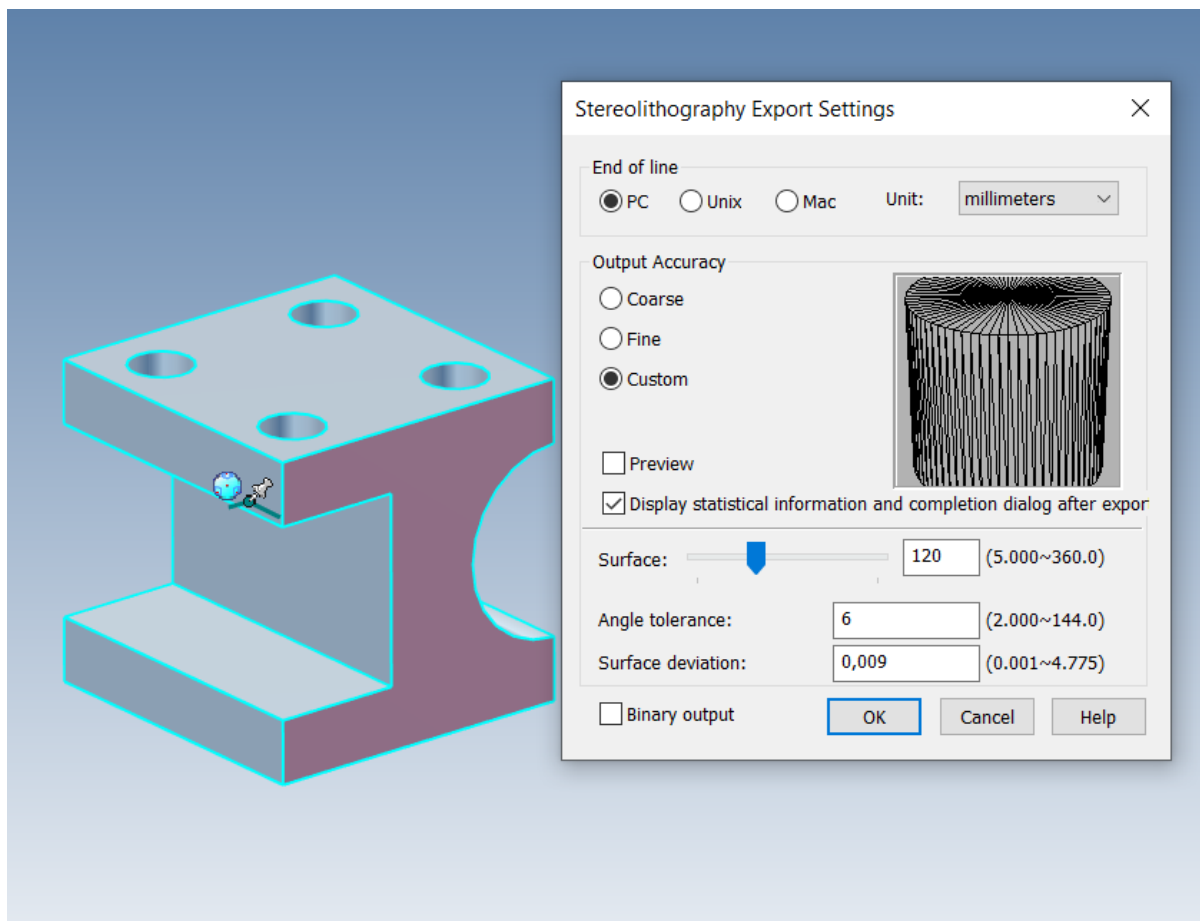 Stereolithography Export Settings
End of line
PC Unix Mac Unit: millimeters
Output Accuracy
Coarse
Fine
Custom
Preview
Display statistical information and completion dialog after expor
Surface: 120 (5.000~360.0)
Angle tolerance: 6 (2.000~144.0)
Surface deviation: 0,009 (0.001~4.775)
Binary output OK Cancel Help